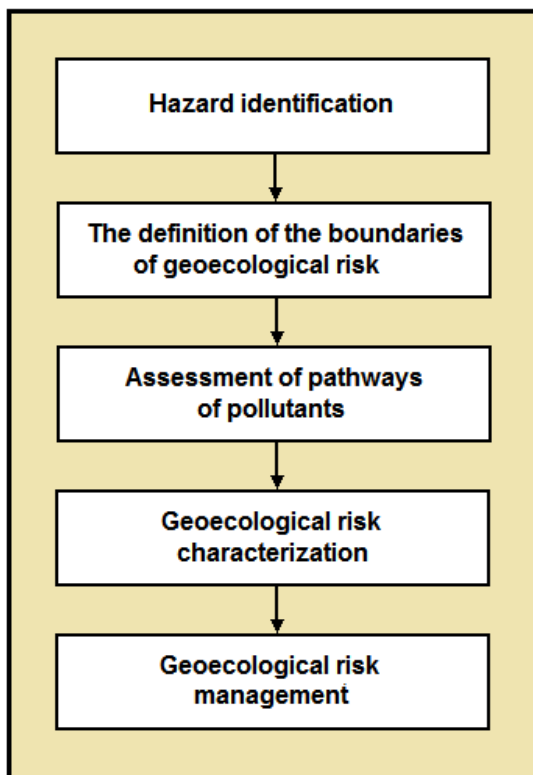 Hazard identification
The definition of the boundaries
of geoecological risk
Assessment of pathways
of pollutants
Geoecological risk
characterization
Geoecological risk
management